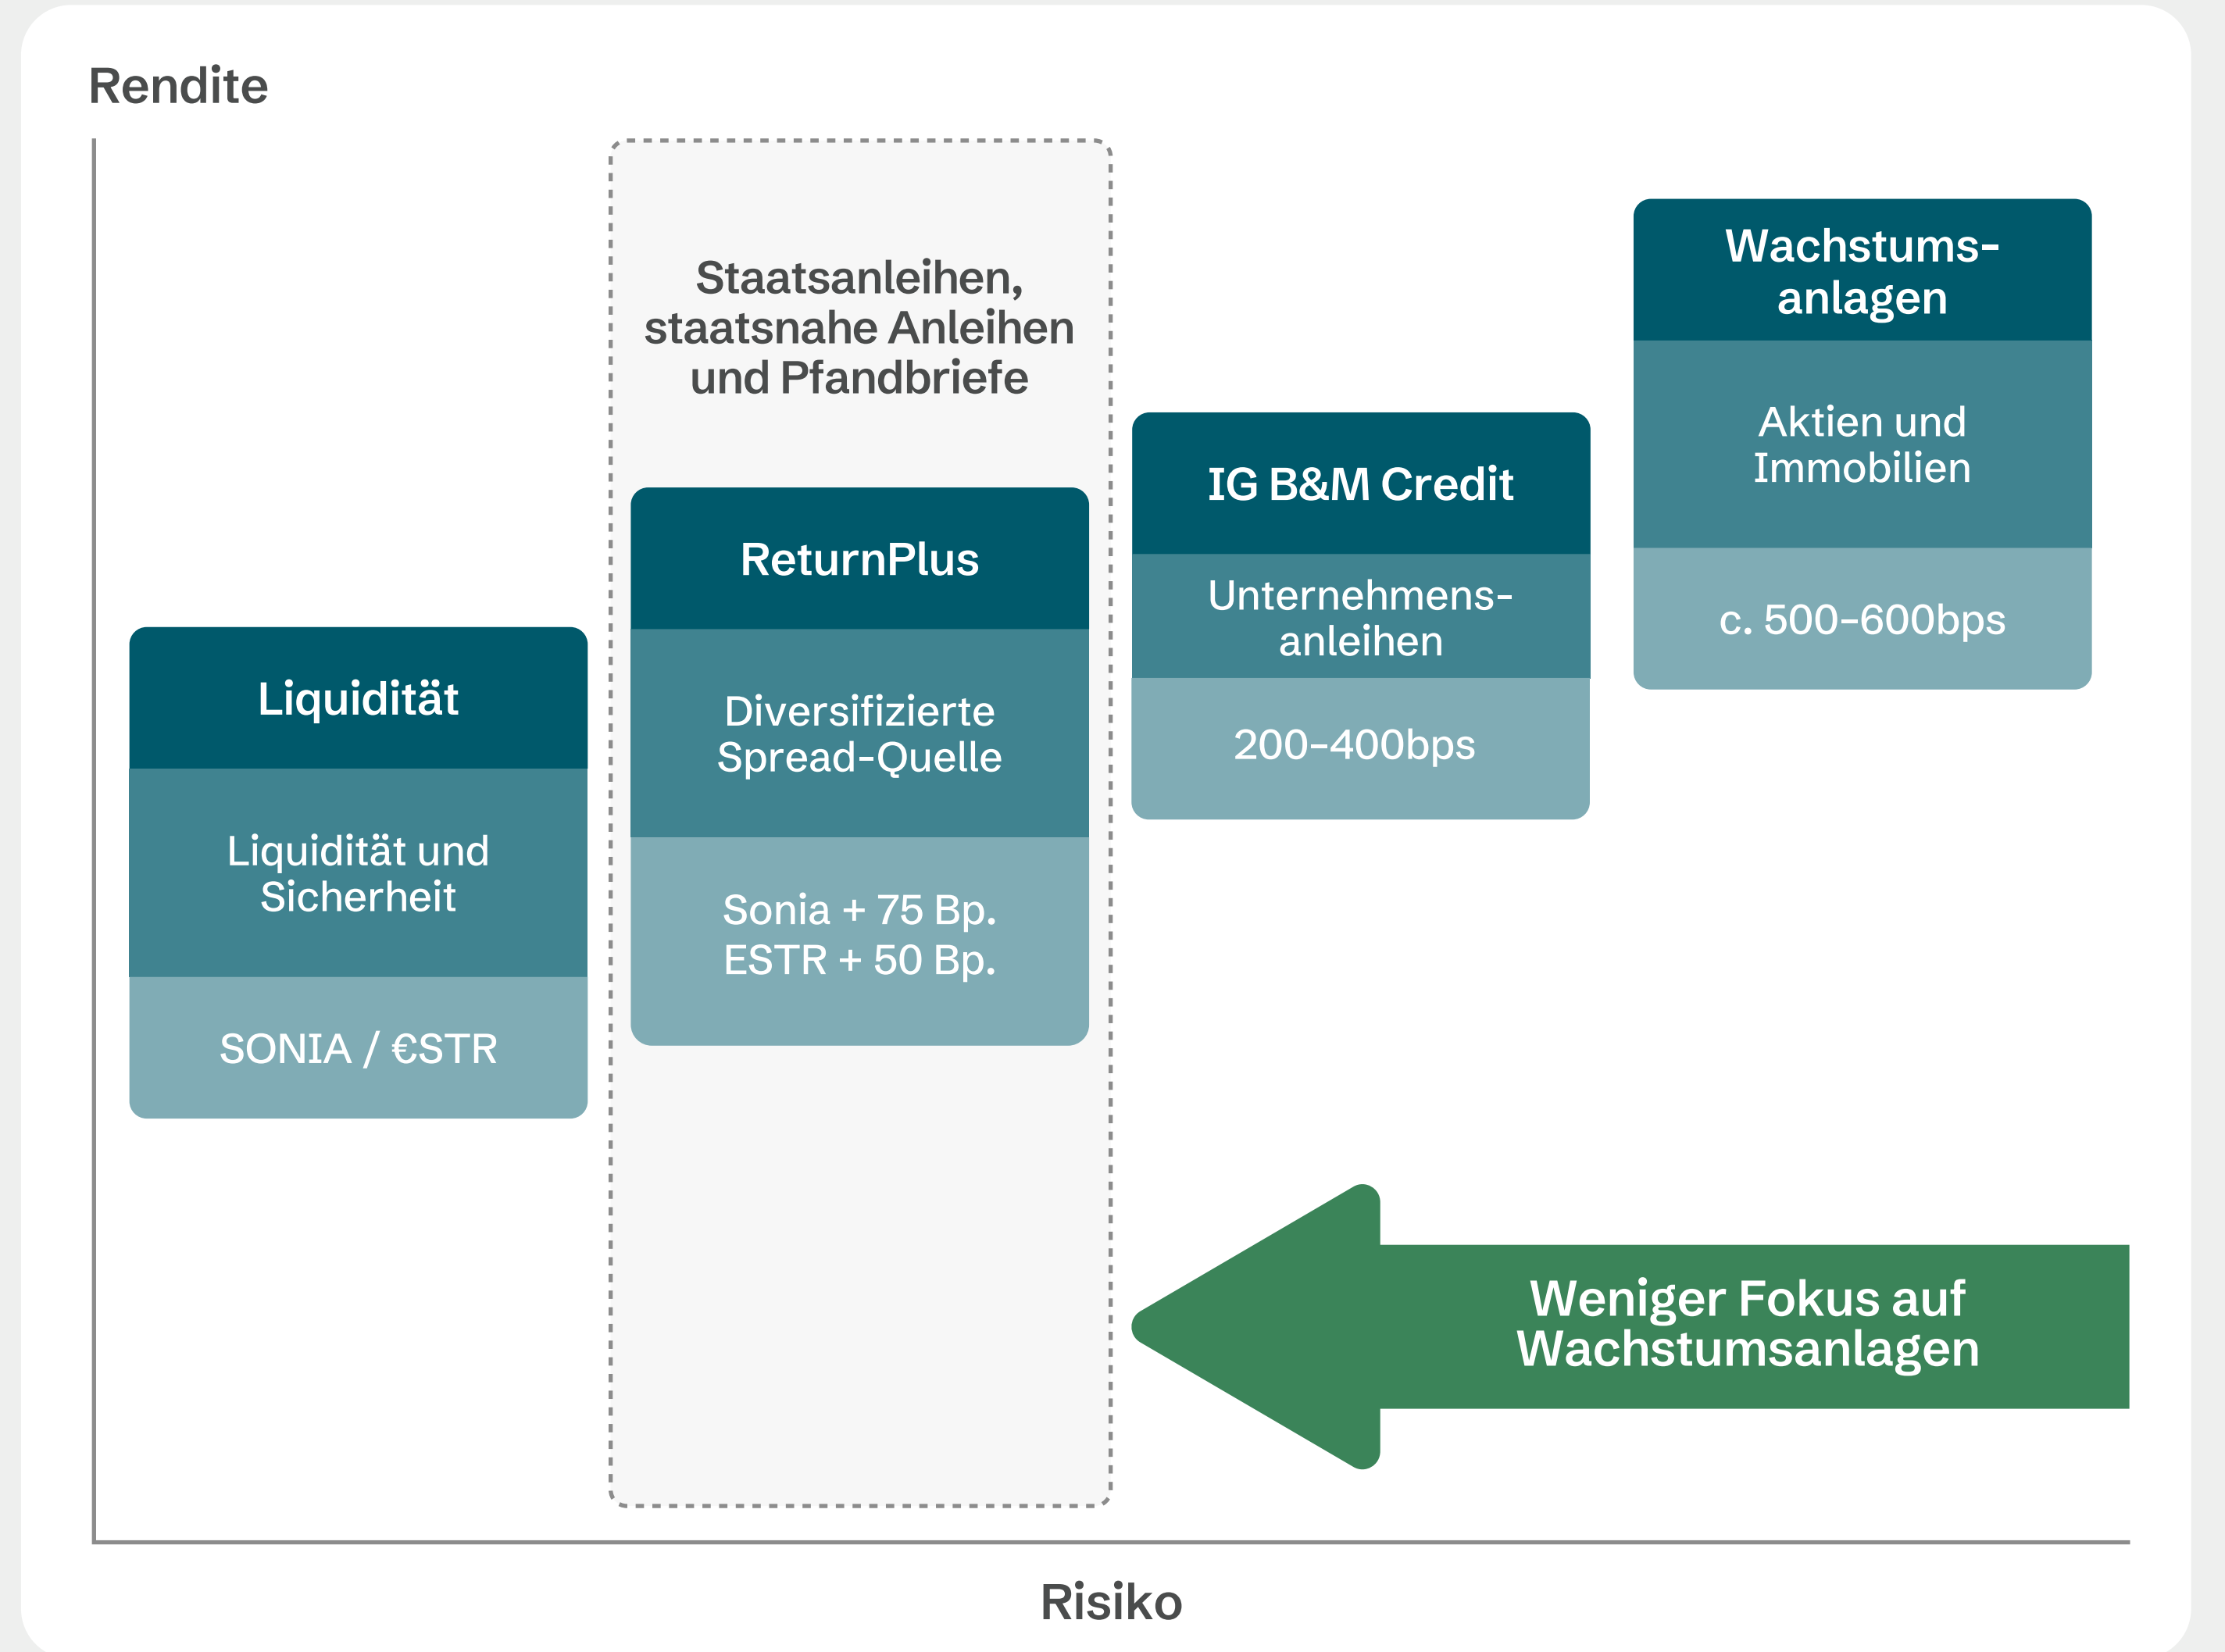 Rendite
Staatsanleihen,
staatsnahe Anleihen
und Pfandbriefe
Liquidität
Liquidität und
Sicherheit
SONIA / €STR
ReturnPlus
Diversifizierte
Spread-Quelle
Sonia + 75 Bp.
ESTR + 50 Bp.
IG B&M Credit
Unternehmens-
anleihen
200-400bps
Wachstums-
anlagen
Aktien und
Immobilien
c. 500-600bps
Weniger Fokus auf
Wachstumsanlagen
Risiko